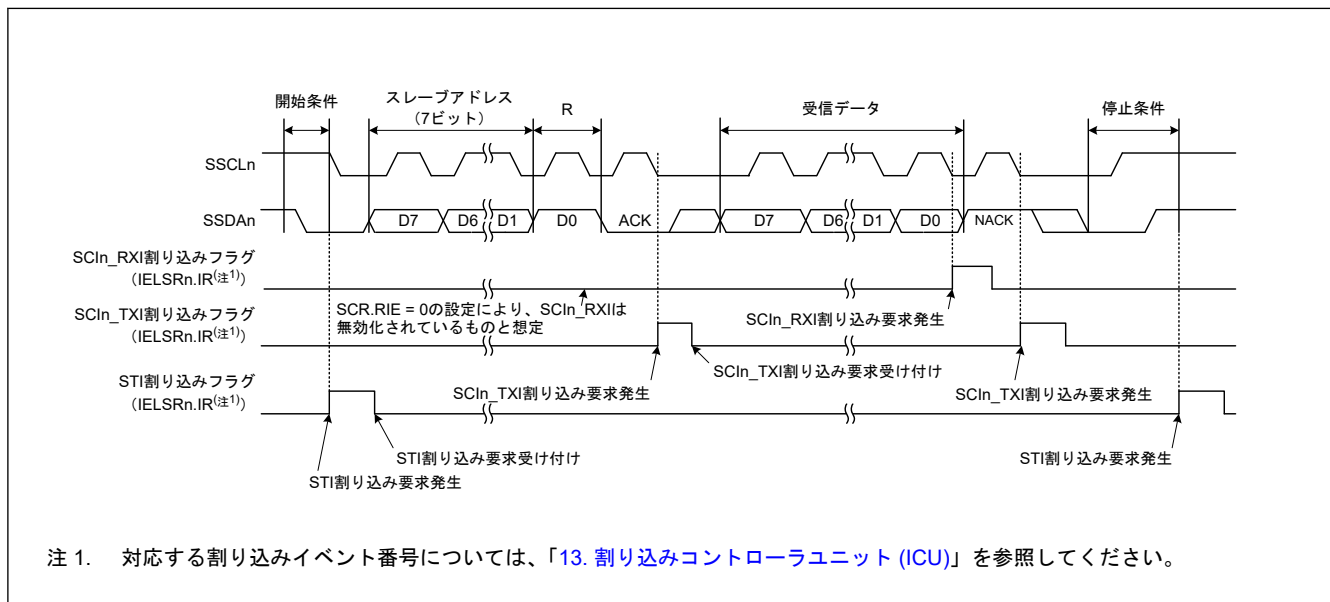 開始条件
スレーブアドレス
（7ビット）
R
受信データ
停止条件
SSCLn
SSDAn
D7
D6
D1
D0
ACK
D7
D6
D1
D0
NACK
SCIn_RXI割り込みフラグ
（IELSRn.IR(注1)）
SCR.RIE = 0の設定により、SCIn_RXIは
無効化されているものと想定
SCIn_RXI割り込み要求発生
SCIn_TXI割り込みフラグ
（IELSRn.IR(注1)）
SCIn_TXI割り込み要求受け付け
SCIn_TXI割り込み要求発生
SCIn_TXI割り込み要求発生
STI割り込みフラグ
（IELSRn.IR(注1)）
STI割り込み要求受け付け
STI割り込み要求発生
STI割り込み要求発生
注 1. 対応する割り込みイベント番号については、「13. 割り込みコントローラユニット (ICU)」を参照してください。